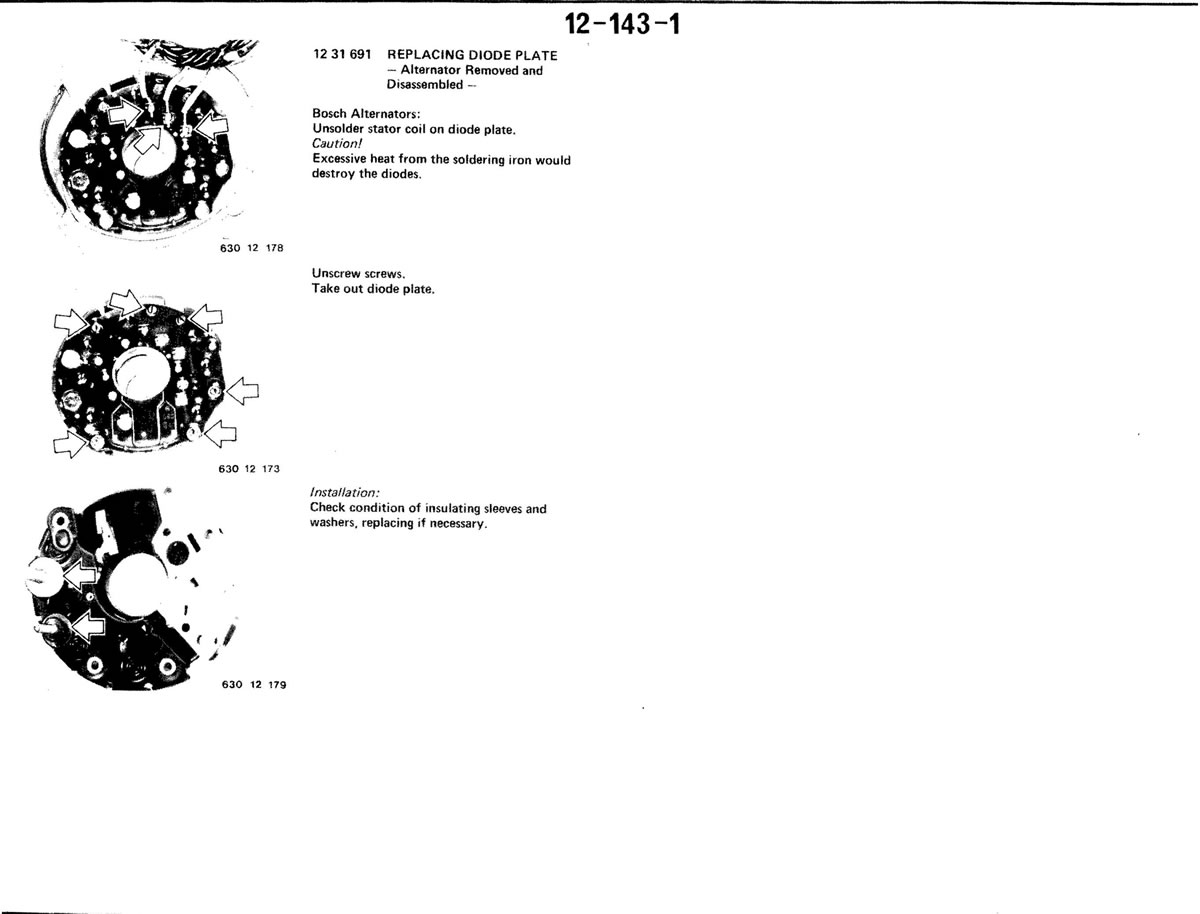 12-143-1
12 31 691 REPLACING DIODE PLATE
— Alternator Removed and
Disassembled —
Bosch Alternators:
Unsolder stator coil on diode plate.
Caution!
Excessive heat from the soldering iron would
destroy the diodes.
630 12 178
Unscrew screws.
Take out diode plate.
630 12 173
Installation:
Check condition of insulating sleeves and
washers, replacing if necessary.
630 12 179